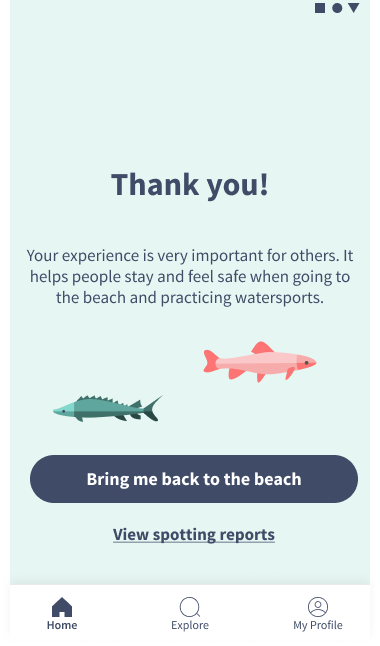 Thank you!
Your experience is very important for others. It
helps people stay and feel safe when going to
the beach and practicing watersports.
Bring me back to the beach
View spotting reports
Home
Explore
My Profile